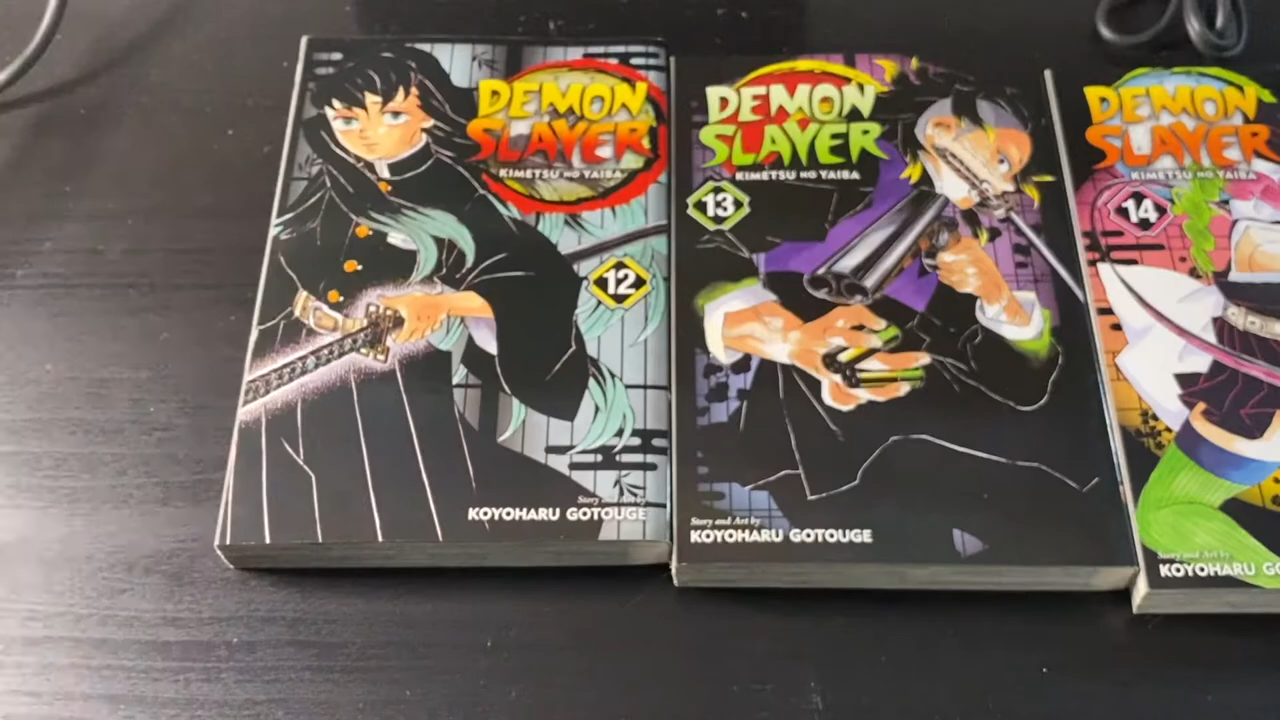 DEMON
SLAYER
KIMETSU NO YAIBA
12
Story and Art by
KOYOHARU GOTOUGE
DEMON
SLAYER
KIMETSU NO YAIBA
13
Story and Art by
KOYOHARU GOTOUGE
DEMON
SLAYER
KIMETSU NO YAIBA
14
Story and Art by
KOYOHARU GO